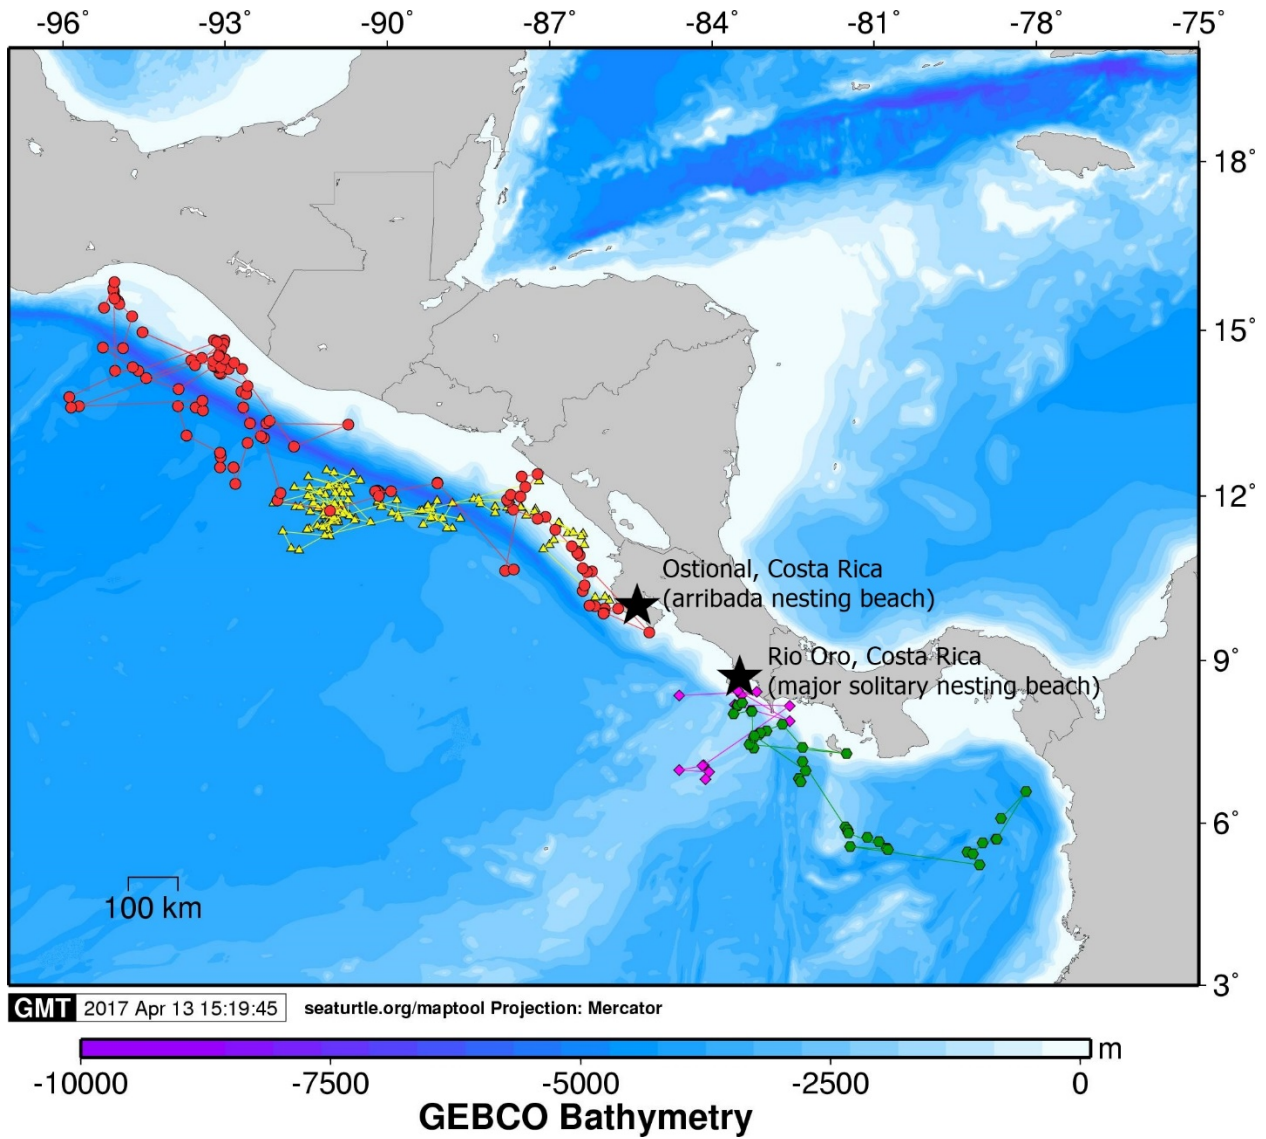 -96° -93° -90° -87° -84° -81° -78° -75°
18°
15°
12°
Ostional, Costa Rica
(arribada nesting beach)
9°
Rio Oro, Costa Rica
(major solitary nesting beach)
6°
100 km
3°
GMT 2017 Apr 13 15:19:45 seaturtle.org/maptool Projection: Mercator
m
-10000 -7500 -5000 -2500 0
GEBCO Bathymetry